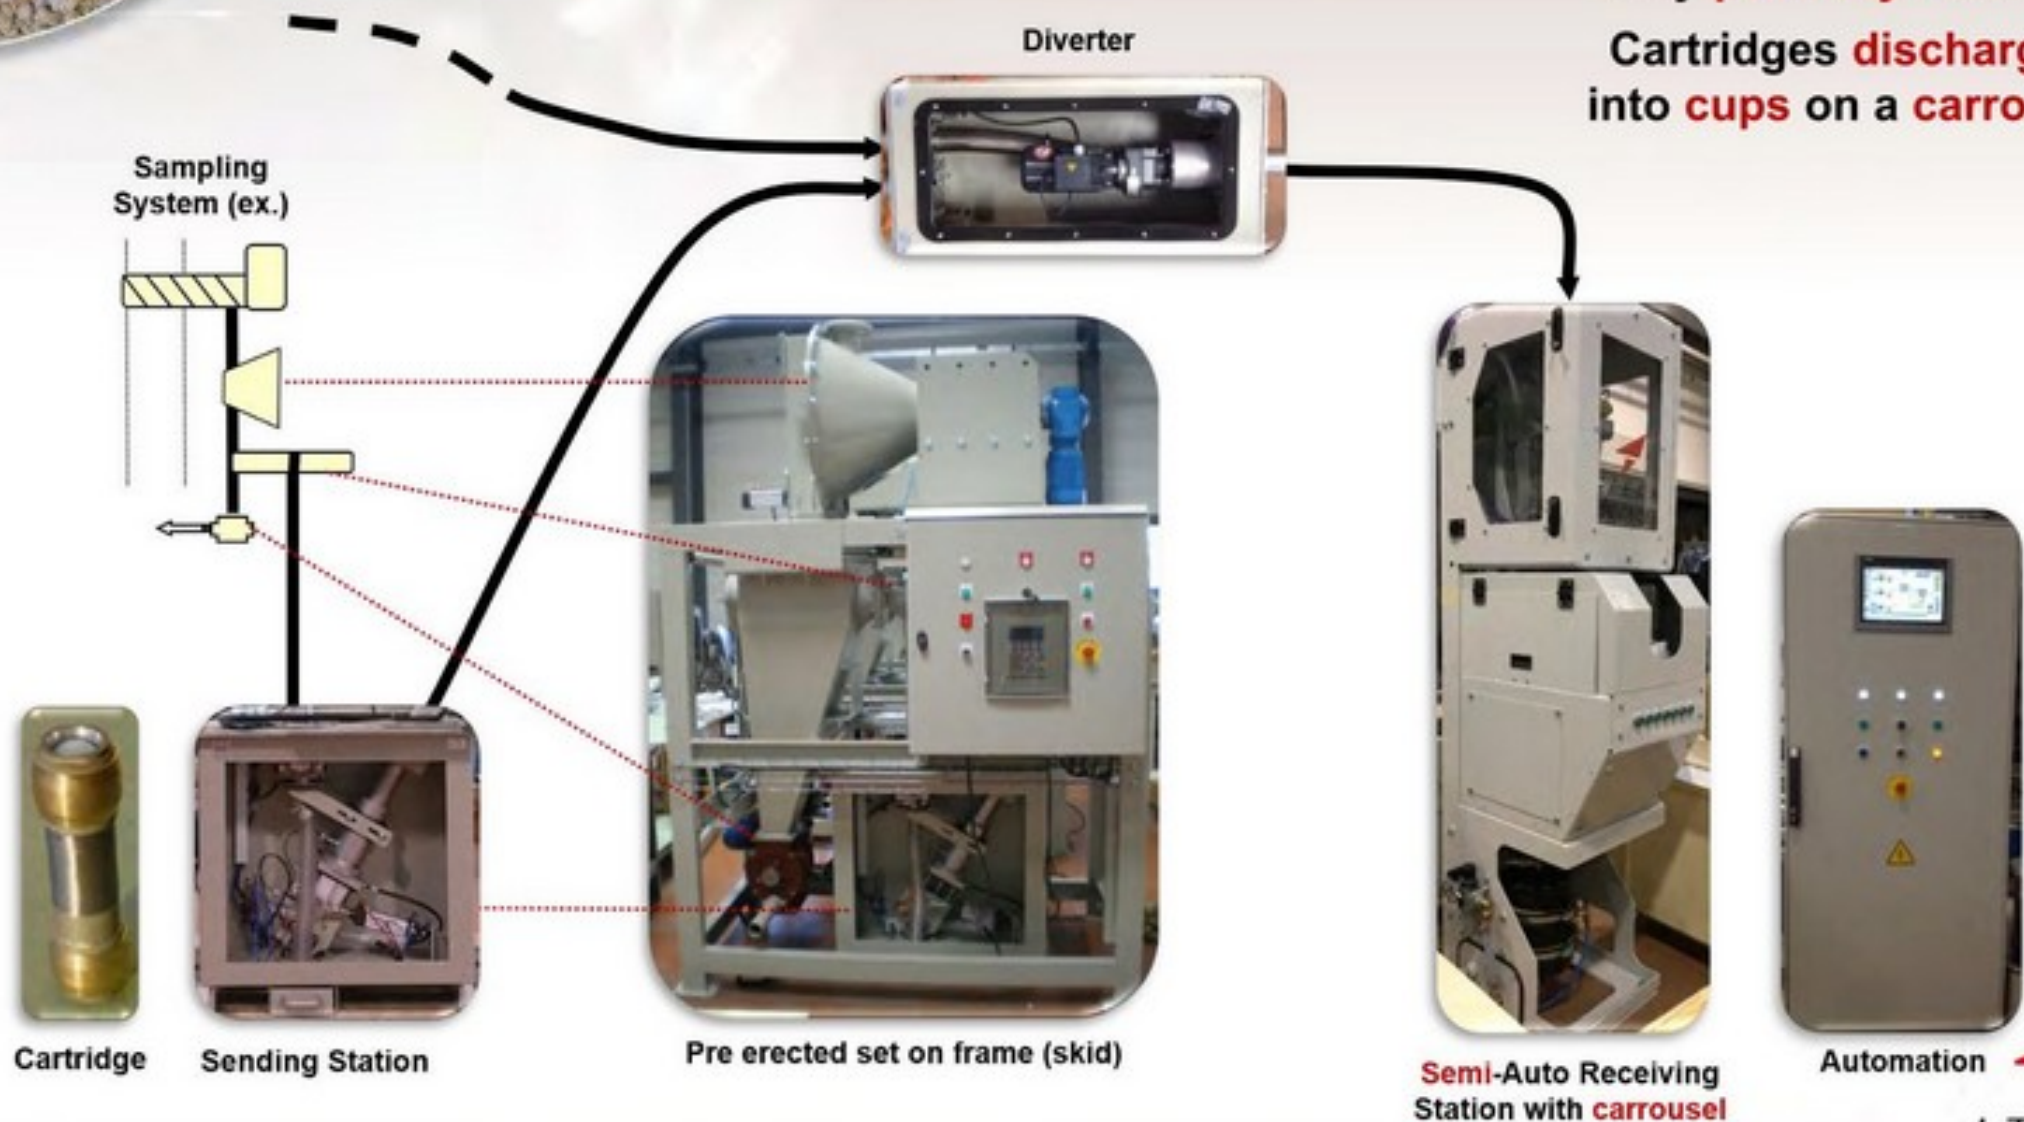 Diverter
Cartridges
into cups on a
Sampling
System (ex.)
Cartridge
Sending Station
Pre erected set on frame (skid)
Semi-Auto Receiving
Station with carrousel
Automation